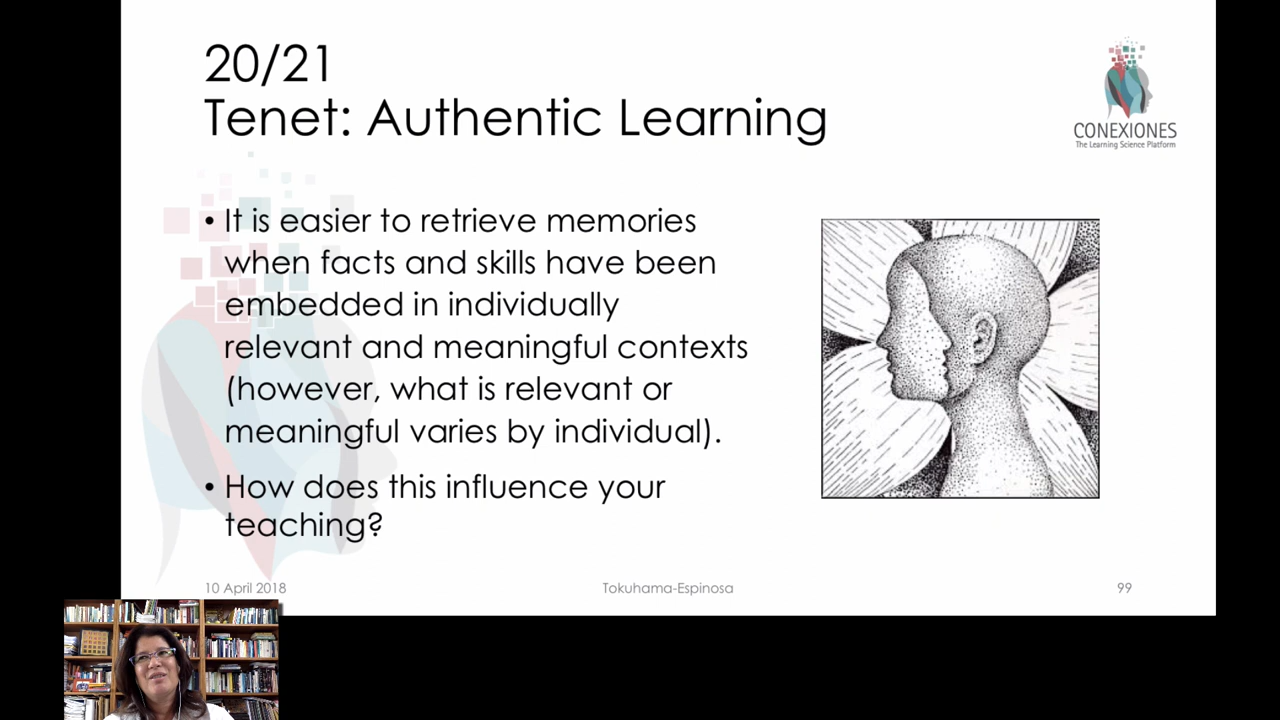 20/21
Tenet: Authentic Learning
CONEXIONES
The Learning Science Platform
• It is easier to retrieve memories
when facts and skills have been
embedded in individually
relevant and meaningful contexts
(however, what is relevant or
meaningful varies by individual).
• How does this influence your
teaching?
10 April 2018
Tokuhama-Espinosa
99